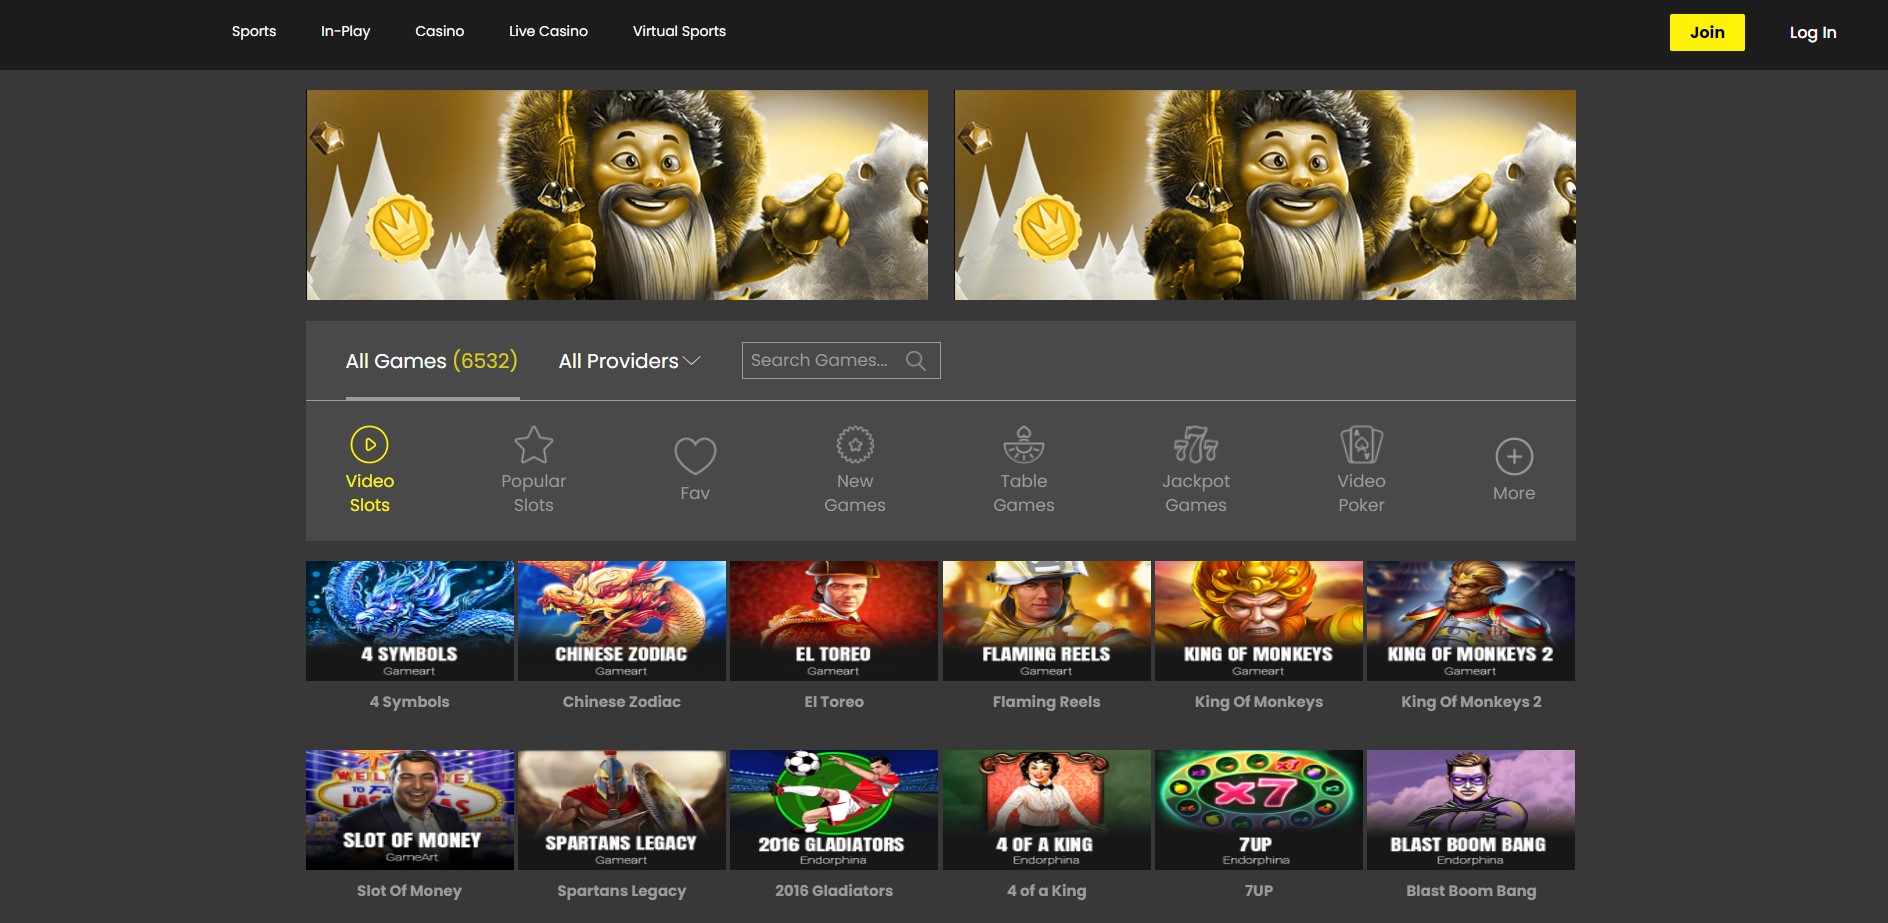 Sports In-Play Casino Live Casino Virtual Sports Join Log In
All Games (6532) All Providers Search Games...
Video Slots
Popular Slots
Fav
New Games
Table Games
Jackpot Games
Video Poker
More
4 SYMBOLS
Gameart
4 Symbols
CHINESE ZODIAC
Gameart
Chinese Zodiac
EL TOREO
Gameart
El Toreo
FLAMING REELS
Gameart
Flaming Reels
KING OF MONKEYS
Gameart
King Of Monkeys
KING OF MONKEYS 2
Gameart
King Of Monkeys 2
SLOT OF MONEY
GameArt
Slot Of Money
SPARTANS LEGACY
Gameart
Spartans Legacy
2016 GLADIATORS
Endorphina
2016 Gladiators
4 OF A KING
Endorphina
4 of a King
x7
7UP
Endorphina
7UP
BLAST BOOM BANG
Endorphina
Blast Boom Bang